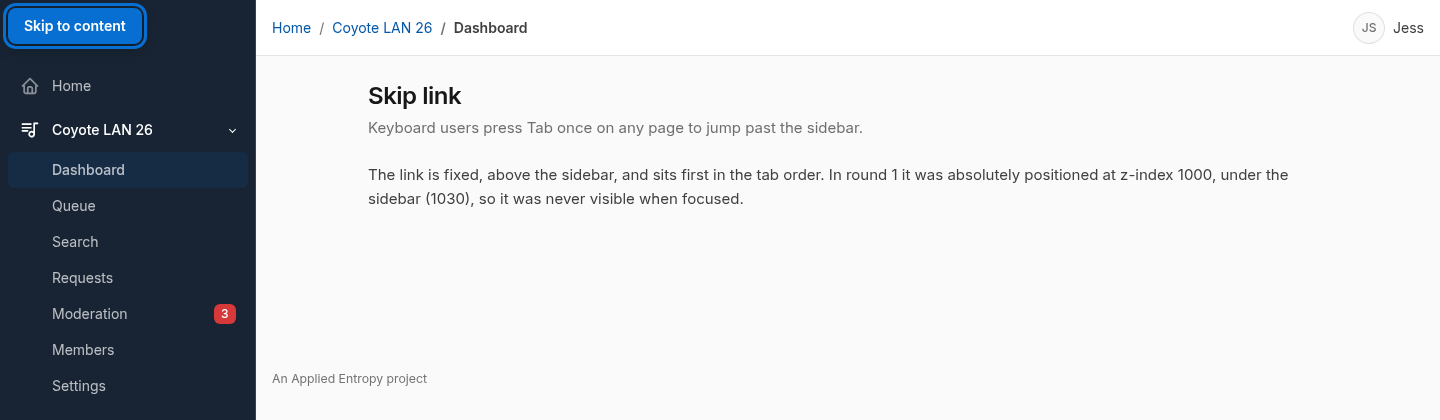 Skip to content
Home / Coyote LAN 26 / Dashboard
JS Jess
Home
Coyote LAN 26
Dashboard
Queue
Search
Requests
Moderation 3
Members
Settings
Skip link
Keyboard users press Tab once on any page to jump past the sidebar.
The link is fixed, above the sidebar, and sits first in the tab order. In round 1 it was absolutely positioned at z-index 1000, under the
sidebar (1030), so it was never visible when focused.
An Applied Entropy project